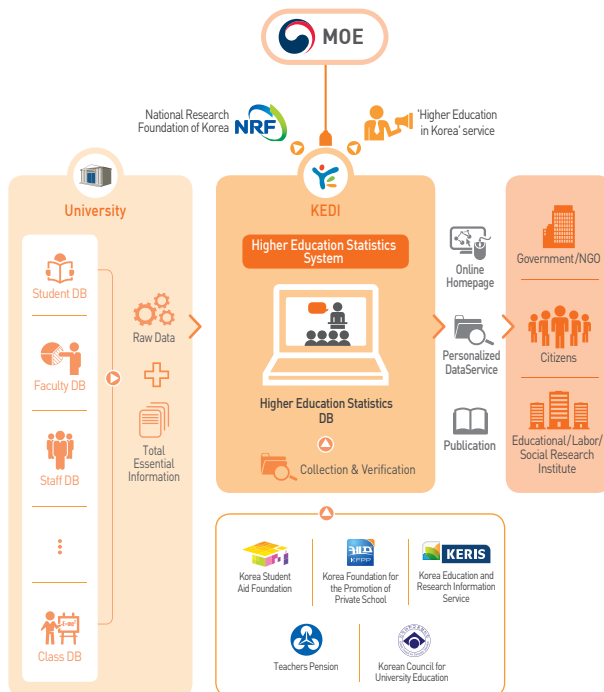 MOE
National Research
Foundation of Korea
NRF
'Higher Education
in Korea' service
University
Student DB
Faculty DB
Staff DB
Class DB
Raw Data
Total
Essential
Information
KEDI
Higher Education Statistics
System
Higher Education Statistics
DB
Collection & Verification
Online
Homepage
Personalized
DataService
Publication
Government/NGO
Citizens
Educational/Labor/
Social Research
Institute
Korea Student
Aid Foundation
KFPP
Korea Foundation for
the Promotion of
Private School
KERIS
Korea Education and
Research Information
Service
Teachers Pension
Korean Council for
University Education